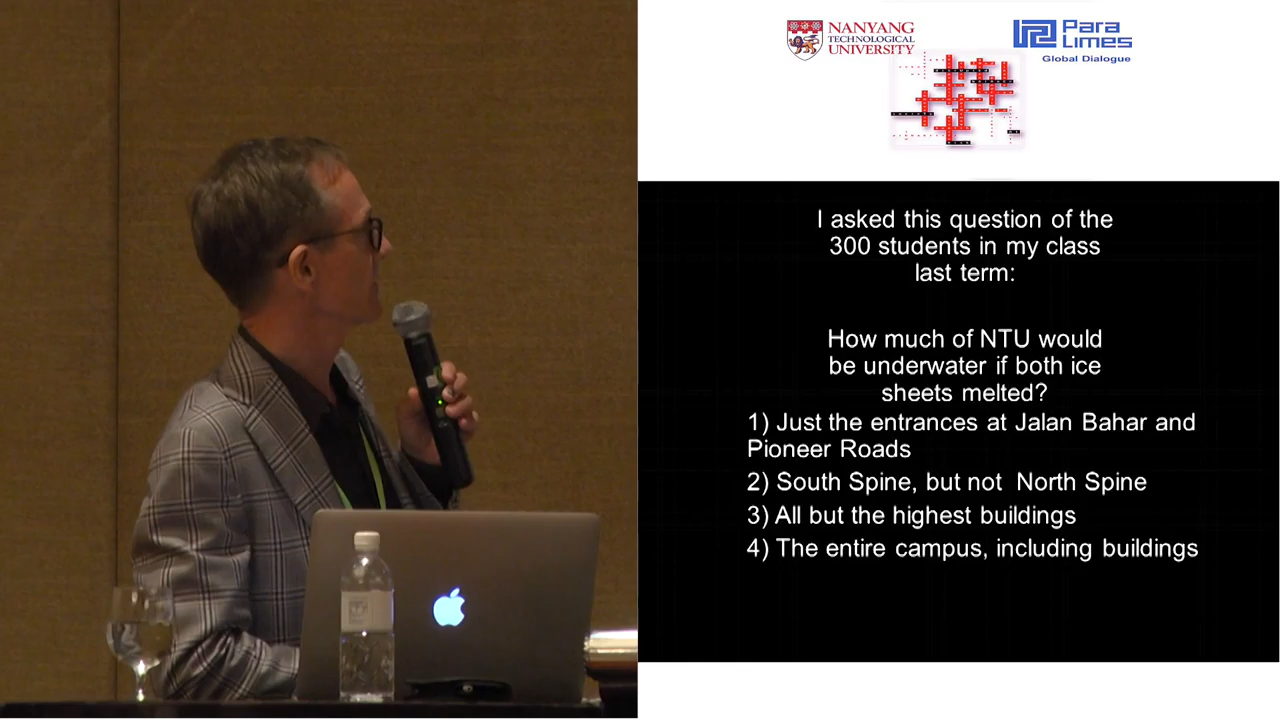 NANYANG
TECHNOLOGICAL
UNIVERSITY
Para
Limes
Global Dialogue
I asked this question of the
300 students in my class
last term:
How much of NTU would
be underwater if both ice
sheets melted?
1) Just the entrances at Jalan Bahar and
Pioneer Roads
2) South Spine, but not North Spine
3) All but the highest buildings
4) The entire campus, including buildings